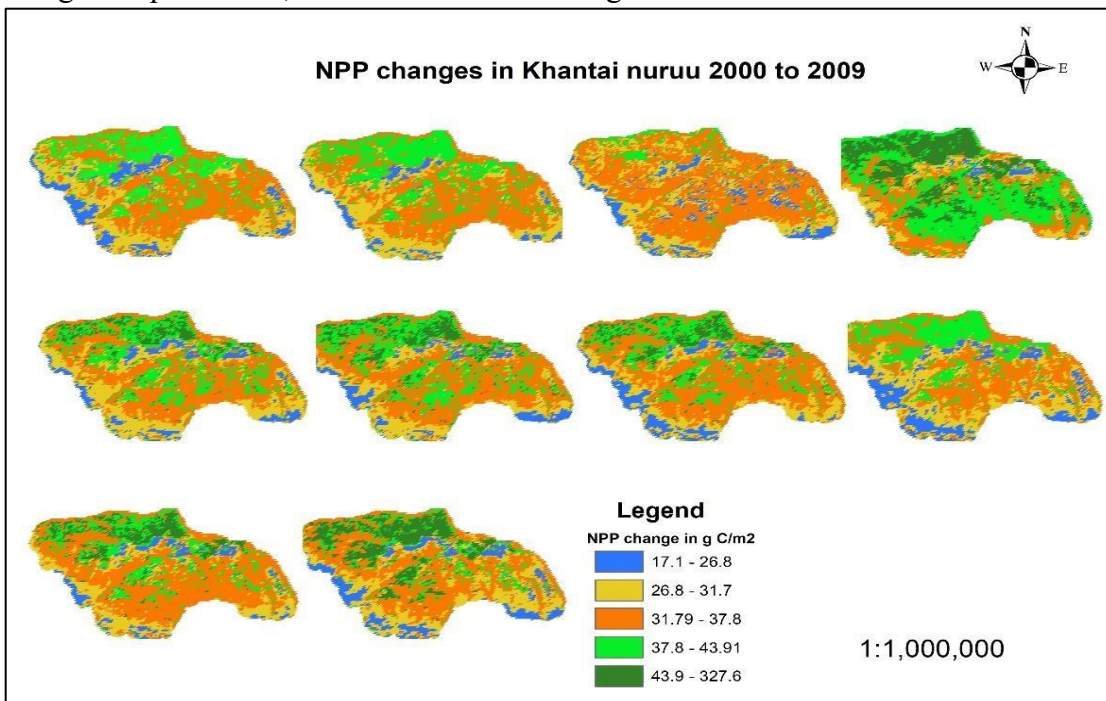 NPP changes in Khantai nuruu 2000 to 2009
N
W E
Legend
NPP change in g C/m2
17.1 - 26.8
26.8 - 31.7
31.79 - 37.8
37.8 - 43.91
43.9 - 327.6
1:1,000,000